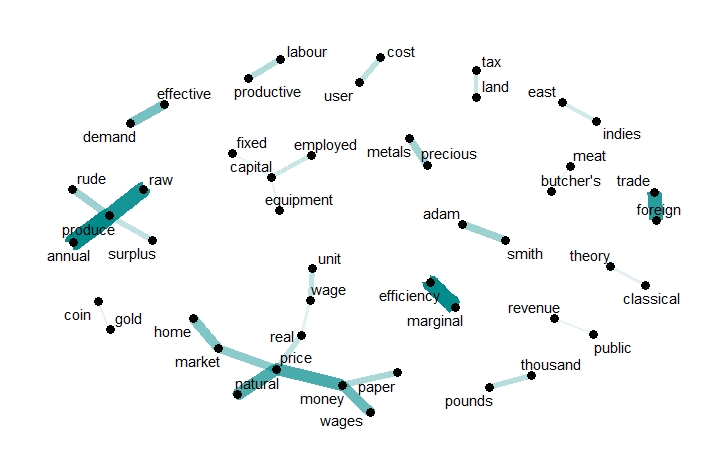 labour
cost
tax
effective
productive
user
land
east
demand
indies
fixed
employed
metals
precious
meat
capital
rude
raw
butcher's
trade
equipment
produce
adam
foreign
annual
surplus
smith
unit
theory
wage
efficiency
classical
coin
gold
home
marginal
revenue
real
public
market
price
natural
money
paper
thousand
pounds
wages